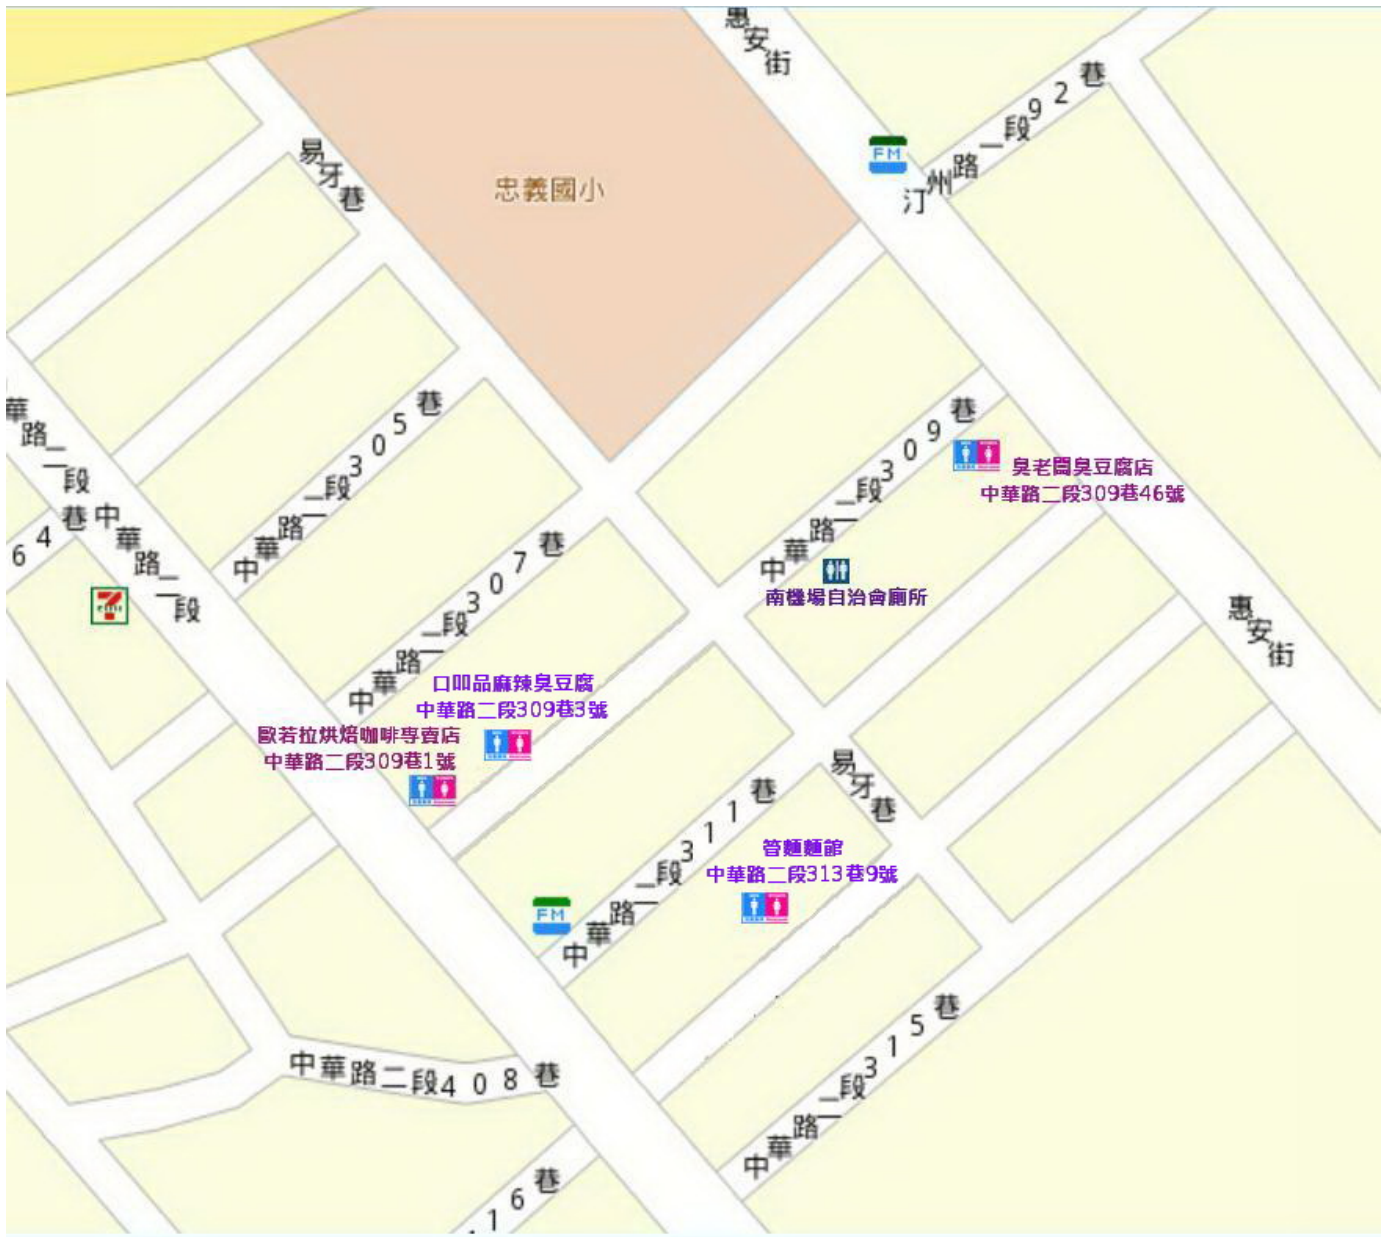 惠安街
汀州路一段92巷
FM
易牙巷
忠義國小
華路二段
中華路二段305巷
中華路二段309巷
臭老闆臭豆腐店
中華路二段309巷46號
64巷
中華路二段
中華路二段307巷
南機場自治會廁所
惠安街
口吅品麻辣臭豆腐
中華路二段309巷3號
歐若拉烘焙咖啡專賣店
中華路二段309巷1號
易牙巷
中華路二段311巷
管麵麵館
中華路二段313巷9號
FM
中華路二段408巷
中華路二段315巷
16巷